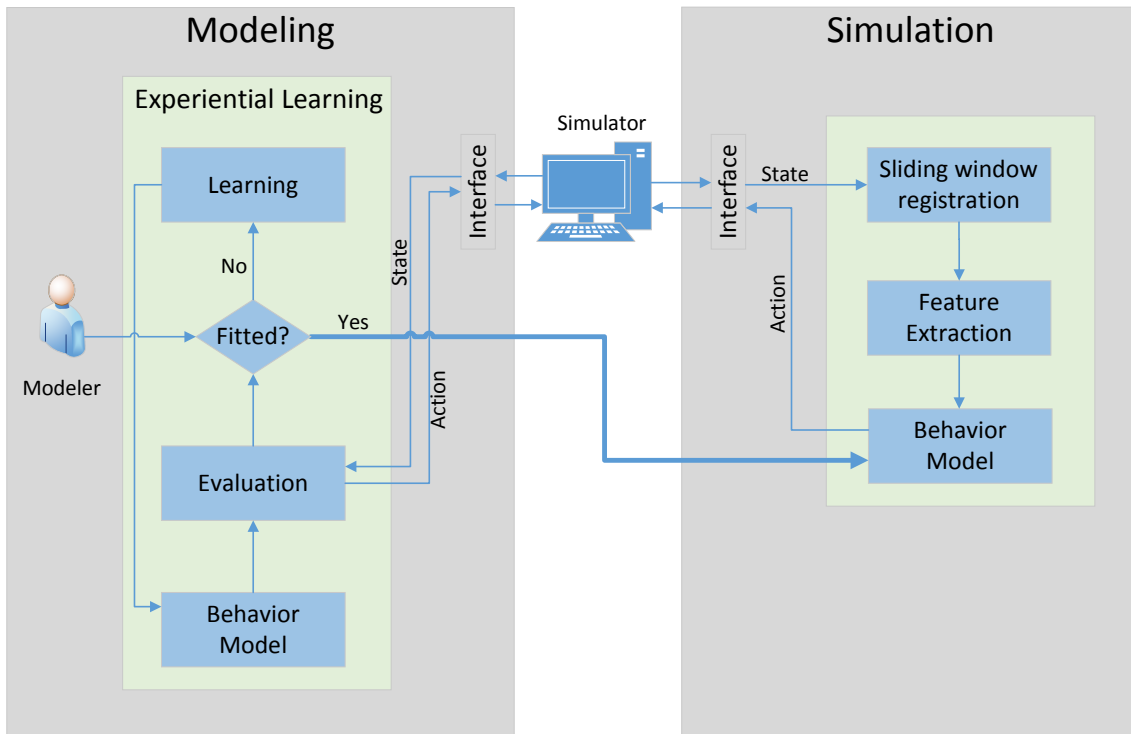 Modeling
Simulation
Experiential Learning
Simulator
Learning
Interface
Interface
State
Sliding window
registration
No
State
Modeler
Fitted?
Yes
Action
Action
Feature
Extraction
Evaluation
Behavior
Model
Behavior
Model